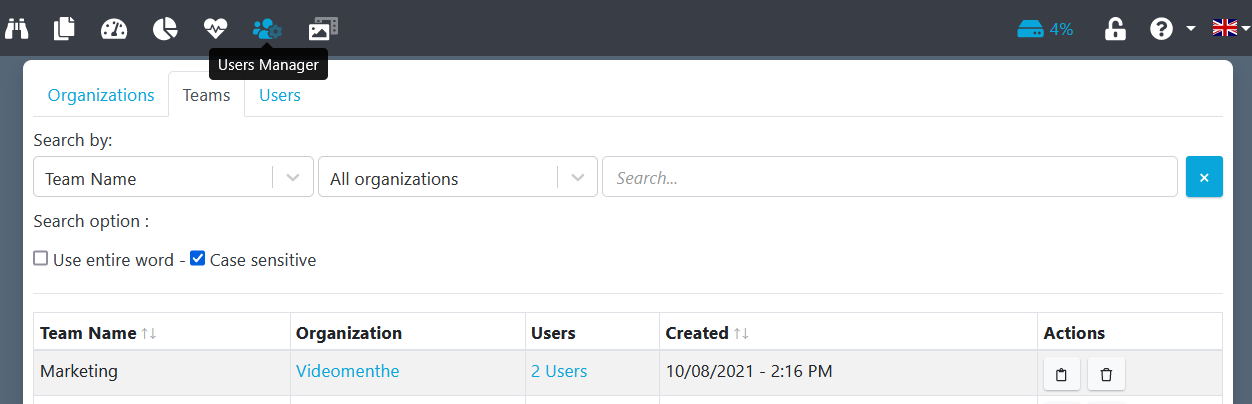 4%
Users Manager
Organizations Teams Users
Search by:
Team Name All organizations Search...
Search option :
Use entire word - Case sensitive
Team Name Organization Users Created Actions
Marketing Videomenthe 2 Users 10/08/2021 - 2:16 PM